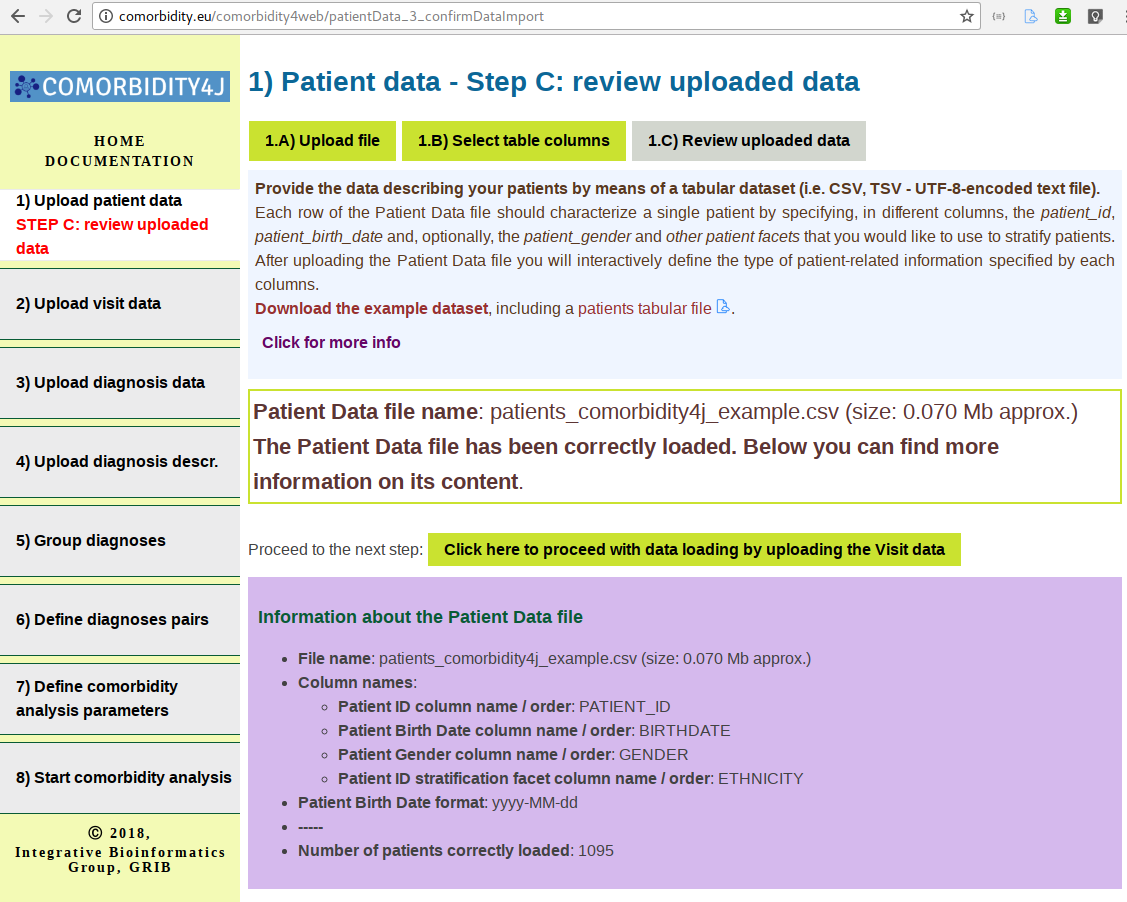 comorbidity.eu/comorbidity4web/patientData_3_confirmDataImport
COMORBIDITY4J
HOME
DOCUMENTATION
1) Upload patient data
STEP C: review uploaded
data
2) Upload visit data
3) Upload diagnosis data
4) Upload diagnosis descr.
5) Group diagnoses
6) Define diagnoses pairs
7) Define comorbidity
analysis parameters
8) Start comorbidity analysis
© 2018,
Integrative Bioinformatics
Group, GRIB
1) Patient data - Step C: review uploaded data
1.A) Upload file
1.B) Select table columns
1.C) Review uploaded data
Provide the data describing your patients by means of a tabular dataset (i.e. CSV, TSV - UTF-8-encoded text file).
Each row of the Patient Data file should characterize a single patient by specifying, in different columns, the patient_id,
patient_birth_date and, optionally, the patient_gender and other patient facets that you would like to use to stratify patients.
After uploading the Patient Data file you will interactively define the type of patient-related information specified by each
columns.
Download the example dataset, including a patients tabular file .
Click for more info
Patient Data file name: patients_comorbidity4j_example.csv (size: 0.070 Mb approx.)
The Patient Data file has been correctly loaded. Below you can find more
information on its content.
Proceed to the next step: Click here to proceed with data loading by uploading the Visit data
Information about the Patient Data file
• File name: patients_comorbidity4j_example.csv (size: 0.070 Mb approx.)
• Column names:
◦ Patient ID column name / order: PATIENT_ID
◦ Patient Birth Date column name / order: BIRTHDATE
◦ Patient Gender column name / order: GENDER
◦ Patient ID stratification facet column name / order: ETHNICITY
• Patient Birth Date format: yyyy-MM-dd
• -----
• Number of patients correctly loaded: 1095